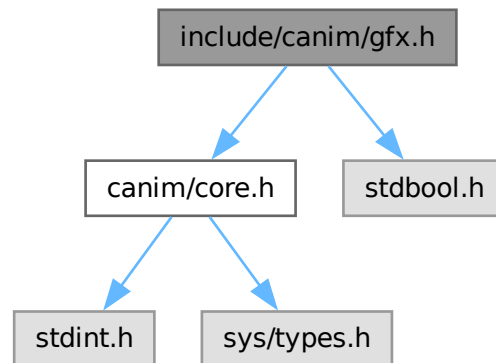 include/canim/gfx.h
canim/core.h
stdbool.h
stdint.h
sys/types.h